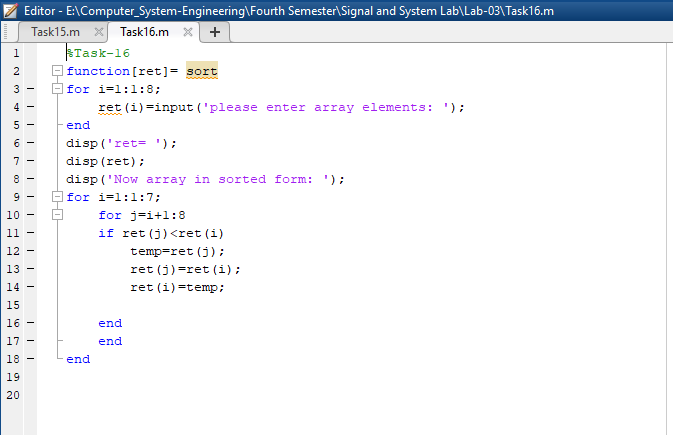 Editor - E:\Computer_System-Engineering\Fourth Semester\Signal and System Lab\Lab-03\Task16.m
Task15.m × Task16.m × +
1 %Task-16
2 function[ret]= sort
3 - for i=1:1:8;
4 - ret(i)=input('please enter array elements: ');
5 - end
6 - disp('ret= ');
7 - disp(ret);
8 - disp('Now array in sorted form: ');
9 - for i=1:1:7;
10 - for j=i+1:8
11 - if ret(j)<ret(i)
12 - temp=ret(j);
13 - ret(j)=ret(i);
14 - ret(i)=temp;
15
16 - end
17 - end
18 - end
19
20